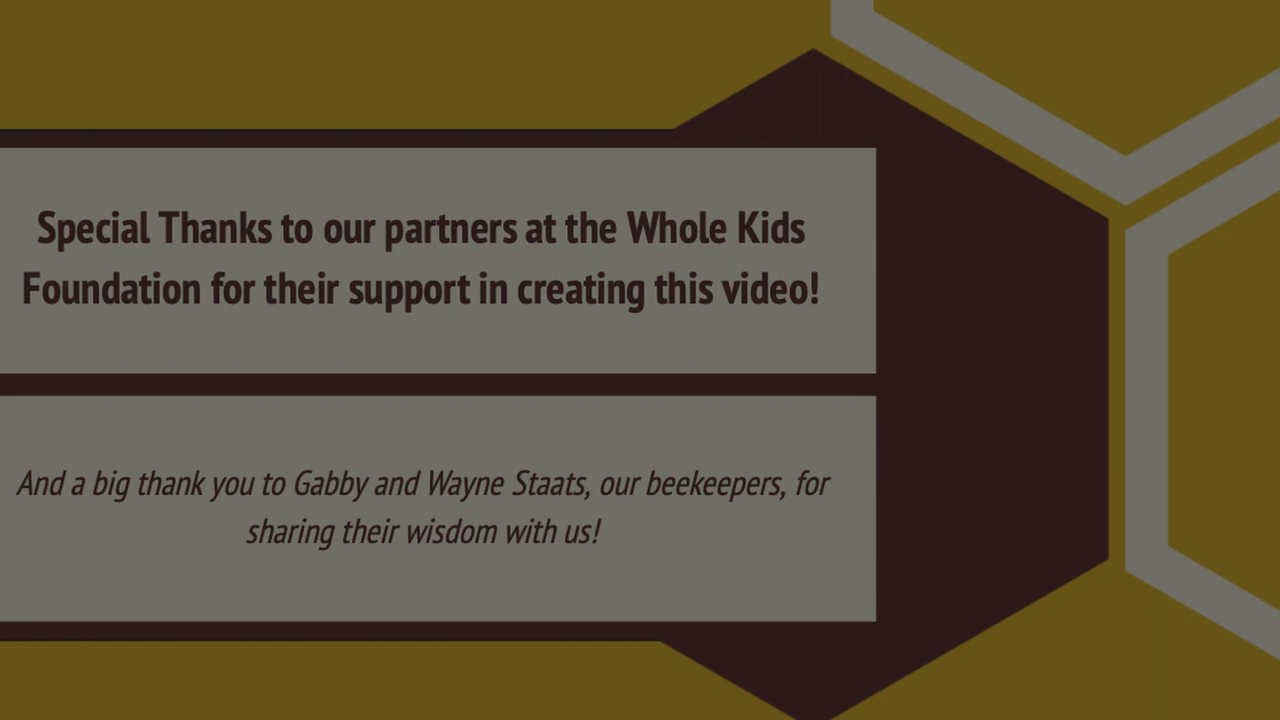 Special Thanks to our partners at the Whole Kids
Foundation for their support in creating this video!
And a big thank you to Gabby and Wayne Staats, our beekeepers, for
sharing their wisdom with us!